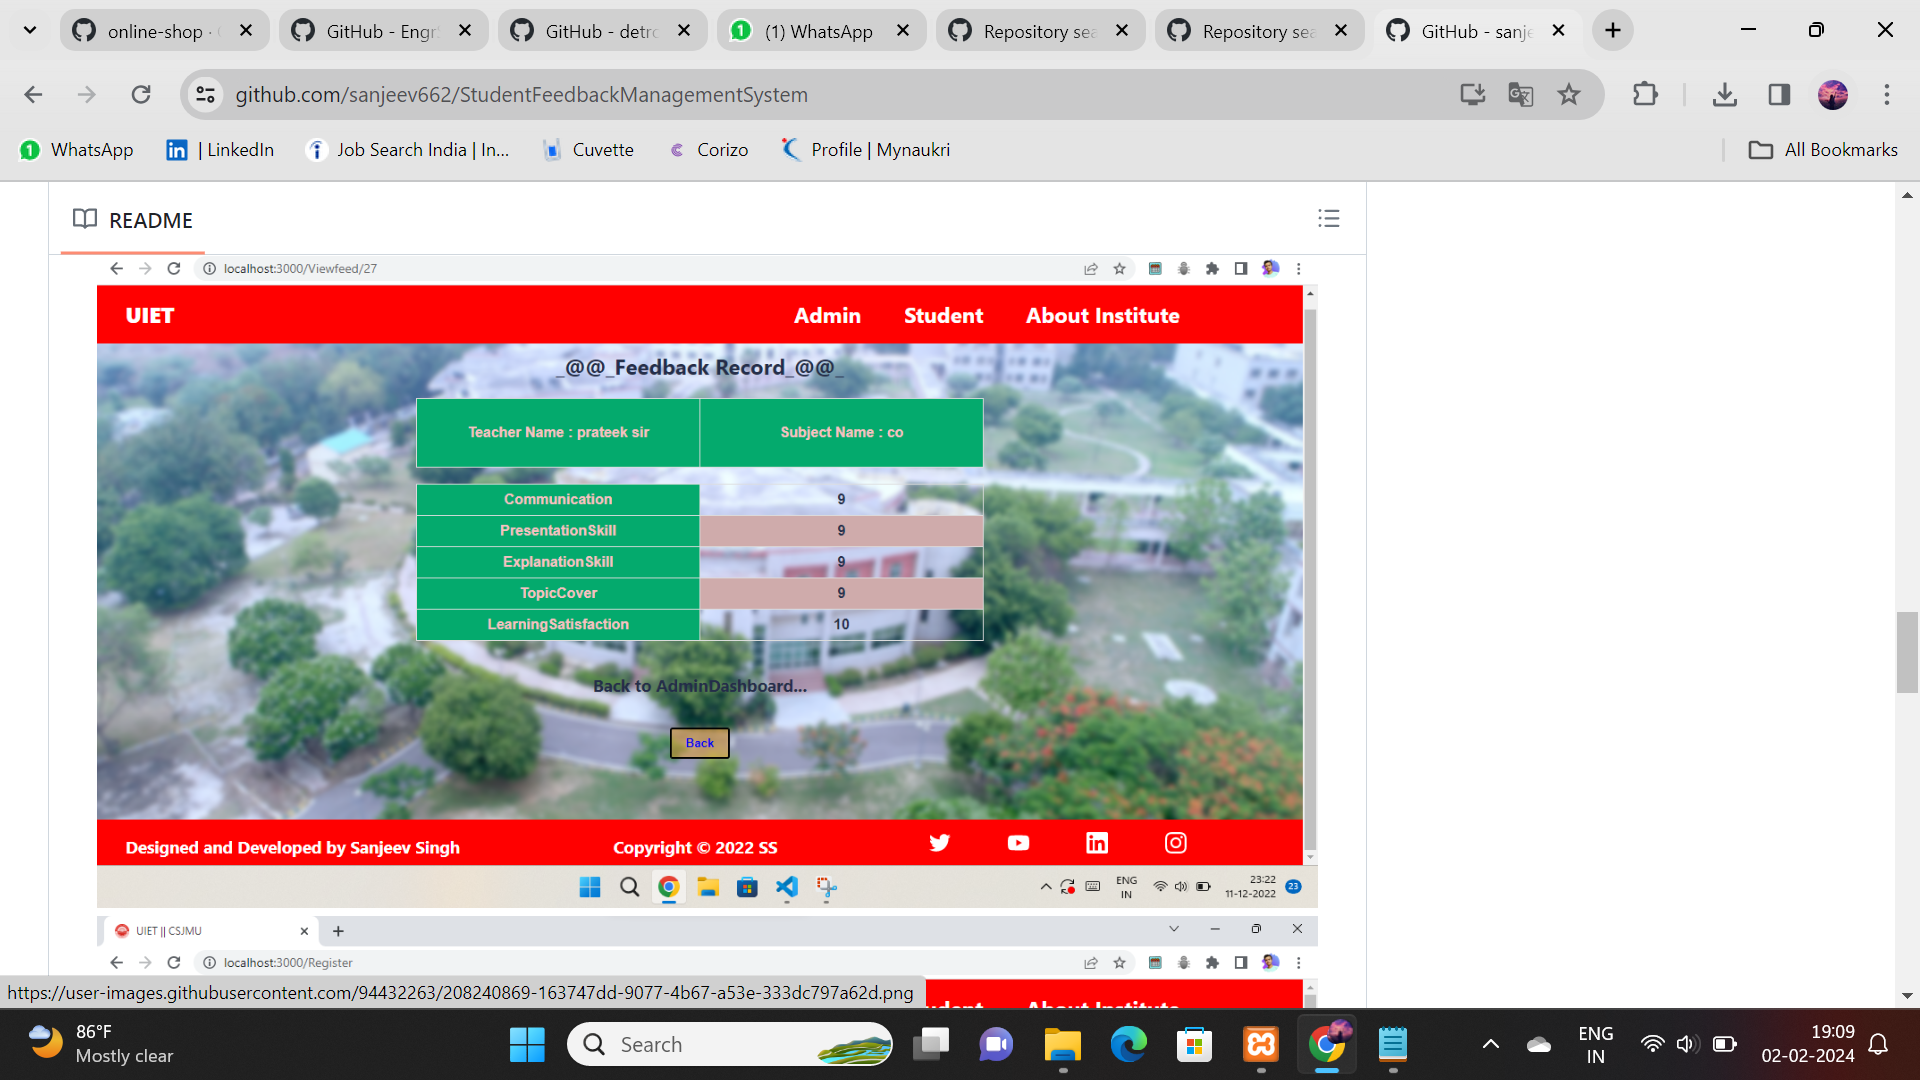 online-shop ·
GitHub - Engr
GitHub - detro
(1) WhatsApp
Repository sea
Repository sea
GitHub - sanje
github.com/sanjeev662/StudentFeedbackManagementSystem
WhatsApp
| LinkedIn
Job Search India | In...
Cuvette
Corizo
Profile | Mynaukri
All Bookmarks
README
localhost:3000/Viewfeed/27
UIET
Admin
Student
About Institute
_@@_Feedback Record_@@_
Teacher Name : prateek sir
Subject Name : co
Communication 9
PresentationSkill 9
ExplanationSkill 9
TopicCover 9
LearningSatisfaction 10
Back to AdminDashboard...
Back
Designed and Developed by Sanjeev Singh
Copyright © 2022 SS
ENG
IN
23:22
11-12-2022
23
UIET || CSJMU
localhost:3000/Register
https://user-images.githubusercontent.com/94432263/208240869-163747dd-9077-4b67-a53e-333dc797a62d.png
86°F
Mostly clear
Search
ENG
IN
19:09
02-02-2024